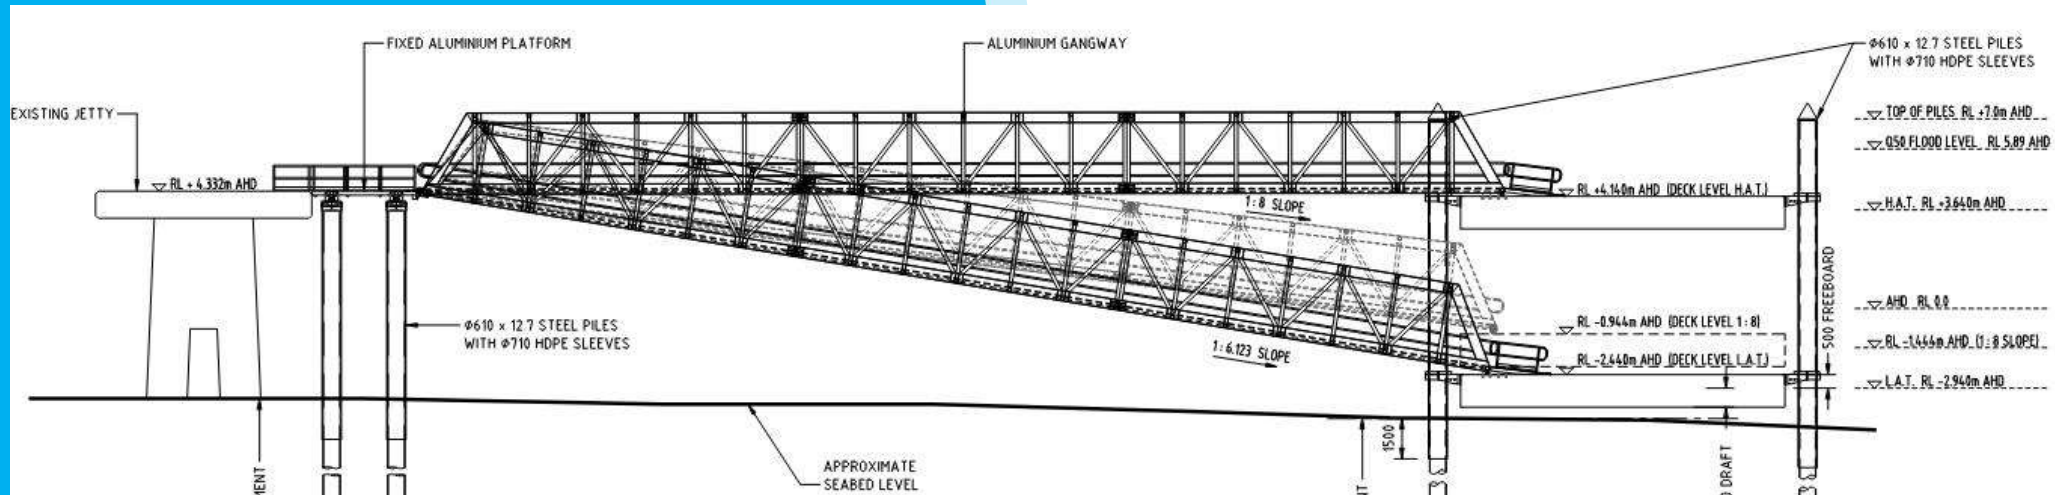 FIXED ALUMINIUM PLATFORM
ALUMINIUM GANGWAY
Ø610 x 12.7 STEEL PILES
WITH Ø710 HDPE SLEEVES
EXISTING JETTY
TOP OF PILES RL +7.0m AHD
Q50 FLOOD LEVEL RL 5.89 AHD
RL + 4.332m AHD
RL +4.140m AHD (DECK LEVEL H.A.T.)
H.A.T. RL +3.640m AHD
1:8 SLOPE
500 FREEBOARD
AHD RL 0.0
Ø610 x 12.7 STEEL PILES
WITH Ø710 HDPE SLEEVES
RL -0.944m AHD (DECK LEVEL 1:8)
RL -1.444m AHD (1:8 SLOPE)
1:6.123 SLOPE
RL -2.440m AHD (DECK LEVEL L.A.T.)
L.A.T. RL -2.940m AHD
1500
APPROXIMATE
SEABED LEVEL
DRAFT